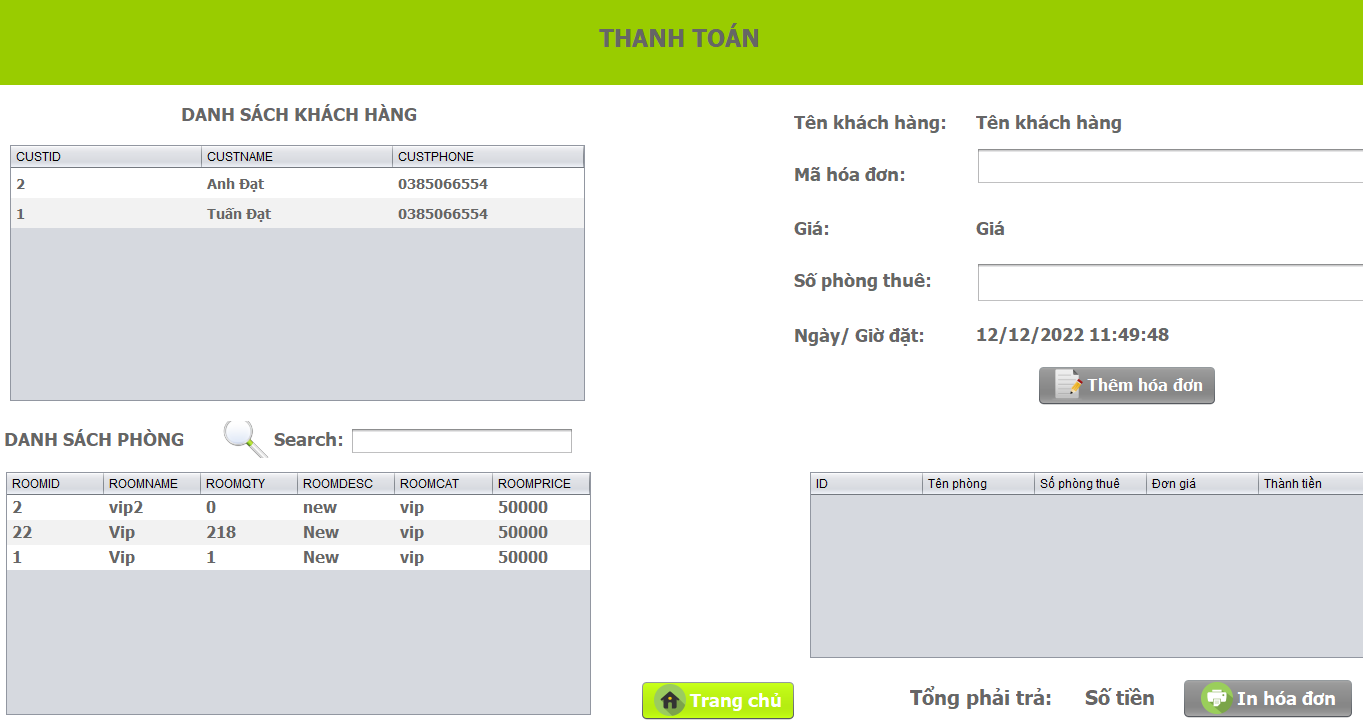 THANH TOÁN
DANH SÁCH KHÁCH HÀNG
CUSTID CUSTNAME CUSTPHONE
2 Anh Đạt 0385066554
1 Tuấn Đạt 0385066554
Tên khách hàng: Tên khách hàng
Mã hóa đơn:
Giá: Giá
Số phòng thuê:
Ngày/ Giờ đặt: 12/12/2022 11:49:48
Thêm hóa đơn
DANH SÁCH PHÒNG Search:
ROOMID ROOMNAME ROOMQTY ROOMDESC ROOMCAT ROOMPRICE
2 vip2 0 new vip 50000
22 Vip 218 New vip 50000
1 Vip 1 New vip 50000
ID Tên phòng Số phòng thuê Đơn giá Thành tiền
Trang chủ
Tổng phải trả: Số tiền
In hóa đơn